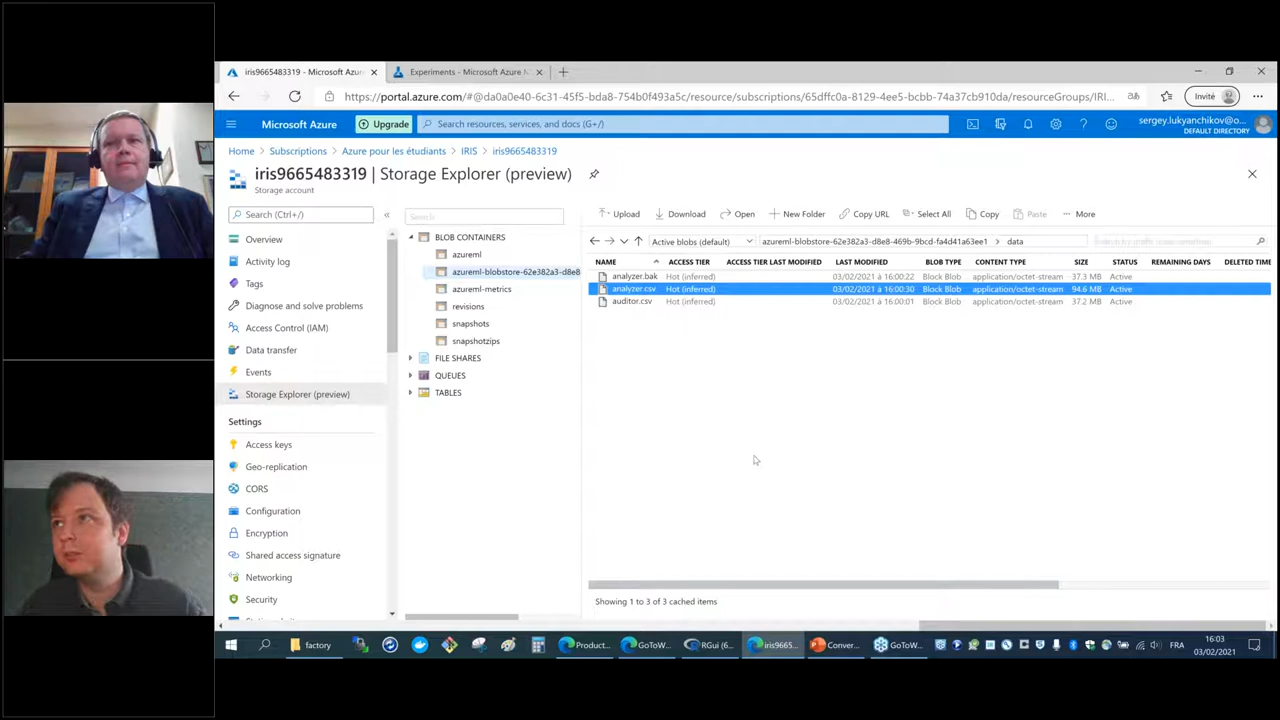 iris9665483319 - Microsoft Azur
Experiments - Microsoft Azure M
https://portal.azure.com/#@da0a0e40-6c31-45f5-bda8-754b0f493a5c/resource/subscriptions/65dffc0a-8129-4ee5-bcbb-74a37cb910da/resourceGroups/IRI...
Invité
Microsoft Azure
Upgrade
Search resources, services, and docs (G+/)
sergey.lukyanchikov@o...
DEFAULT DIRECTORY
Home > Subscriptions > Azure pour les étudiants > IRIS > iris9665483319
iris9665483319 | Storage Explorer (preview)
Storage account
Search (Ctrl+/)
Overview
Activity log
Tags
Diagnose and solve problems
Access Control (IAM)
Data transfer
Events
Storage Explorer (preview)
Settings
Access keys
Geo-replication
CORS
Configuration
Encryption
Shared access signature
Networking
Security
Search
BLOB CONTAINERS
azureml
azureml-blobstore-62e382a3-d8e8
azureml-metrics
revisions
snapshots
snapshotzips
FILE SHARES
QUEUES
TABLES
Upload Download Open New Folder Copy URL Select All Copy Paste More
Active blobs (default) azureml-blobstore-62e382a3-d8e8-469b-9bcd-fa4d41a63ee1 > data
NAME ACCESS TIER ACCESS TIER LAST MODIFIED LAST MODIFIED BLOB TYPE CONTENT TYPE SIZE STATUS REMAINING DAYS DELETED TIME
analyzer.bak Hot (inferred) 03/02/2021 à 16:00:22 Block Blob application/octet-stream 37.3 MB Active
analyzer.csv Hot (inferred) 03/02/2021 à 16:00:30 Block Blob application/octet-stream 94.6 MB Active
auditor.csv Hot (inferred) 03/02/2021 à 16:00:01 Block Blob application/octet-stream 37.2 MB Active
Showing 1 to 3 of 3 cached items
factory
Product...
GoToW...
RGui (6...
iris9665...
Conver...
GoToW...
FRA
16:03
03/02/2021